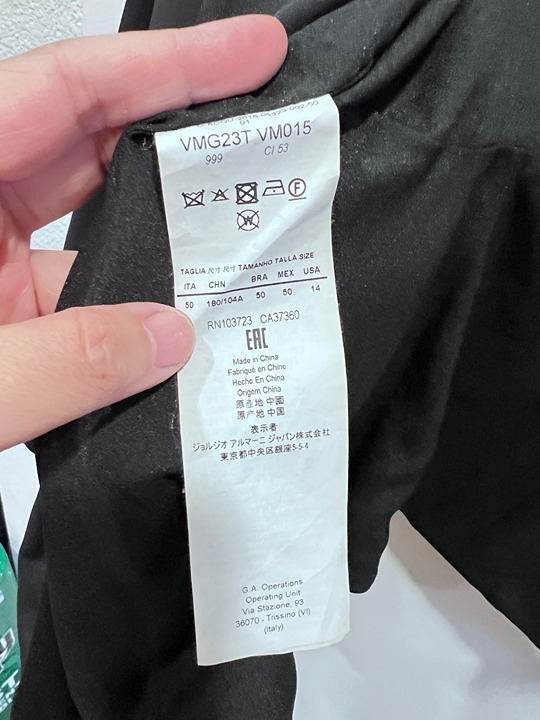 VMG23T VM015
999 CI 53
TAGLIA 尺寸 尺寸 TAMANHO TALLA SIZE
ITA CHN BRA MEX USA
50 180/104A 50 50 14
RN103723 CA37360
EAC
Made in China
Fabriqué en Chine
Hecho En China
Origem China
原産地 中國
原产地 中国
表示者
ジョルジオ アルマーニ ジャパン株式会社
東京都中央区銀座5-5-4
G.A. Operations
Operating Unit
Via Stazione, 93
36070 - Trissino (VI)
(Italy)